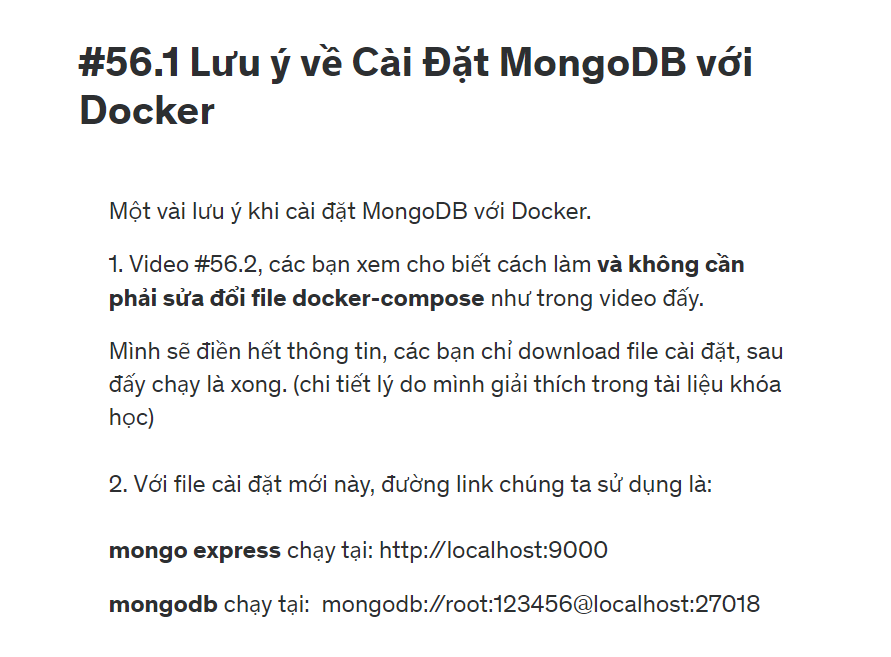 #56.1 Lưu ý về Cài Đặt MongoDB với
Docker
Một vài lưu ý khi cài đặt MongoDB với Docker.
1. Video #56.2, các bạn xem cho biết cách làm và không cần
phải sửa đổi file docker-compose như trong video đấy.
Mình sẽ điền hết thông tin, các bạn chỉ download file cài đặt, sau
đấy chạy là xong. (chi tiết lý do mình giải thích trong tài liệu khóa
học)
2. Với file cài đặt mới này, đường link chúng ta sử dụng là:
mongo express chạy tại: http://localhost:9000
mongodb chạy tại:  mongodb://root:123456@localhost:27018